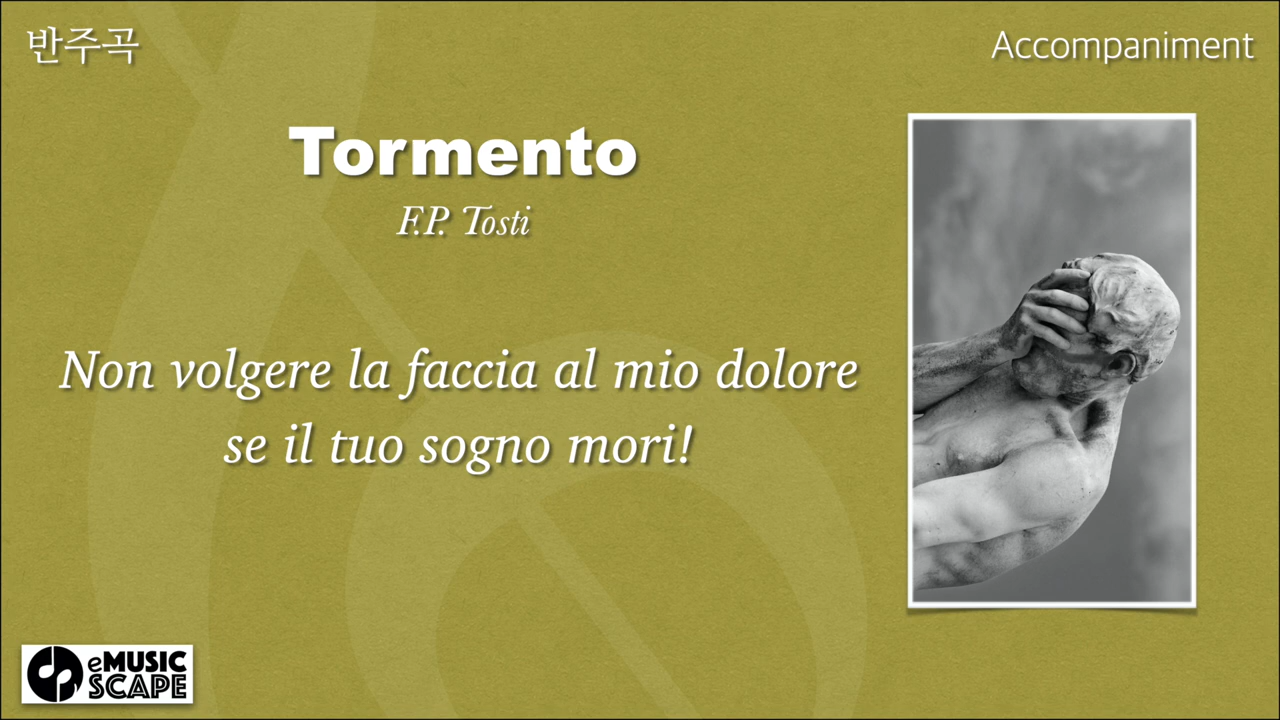 반주곡
Accompaniment
Tormento
F.P. Tosti
Non volgere la faccia al mio dolore
se il tuo sogno mori!
eMUSIC
SCAPE